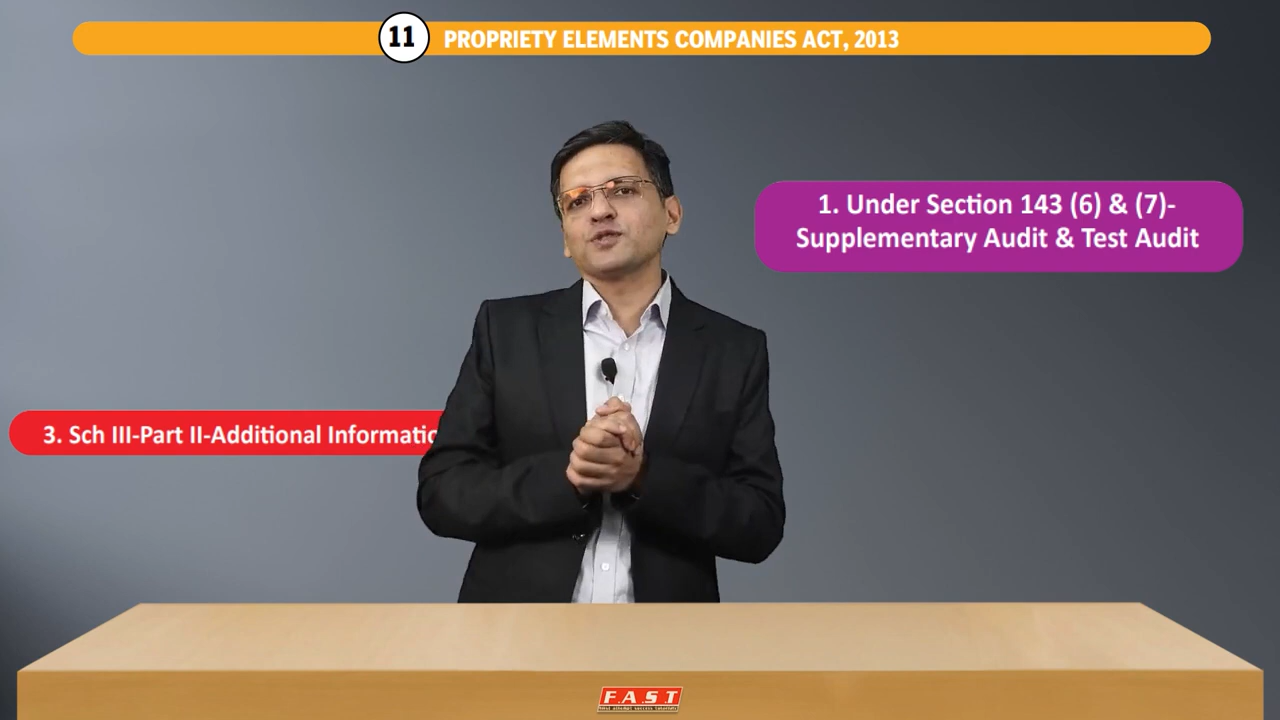 11 PROPRIETY ELEMENTS COMPANIES ACT, 2013
1. Under Section 143 (6) & (7)-
Supplementary Audit & Test Audit
3. Sch III-Part II-Additional Informatio
F.A.S.T